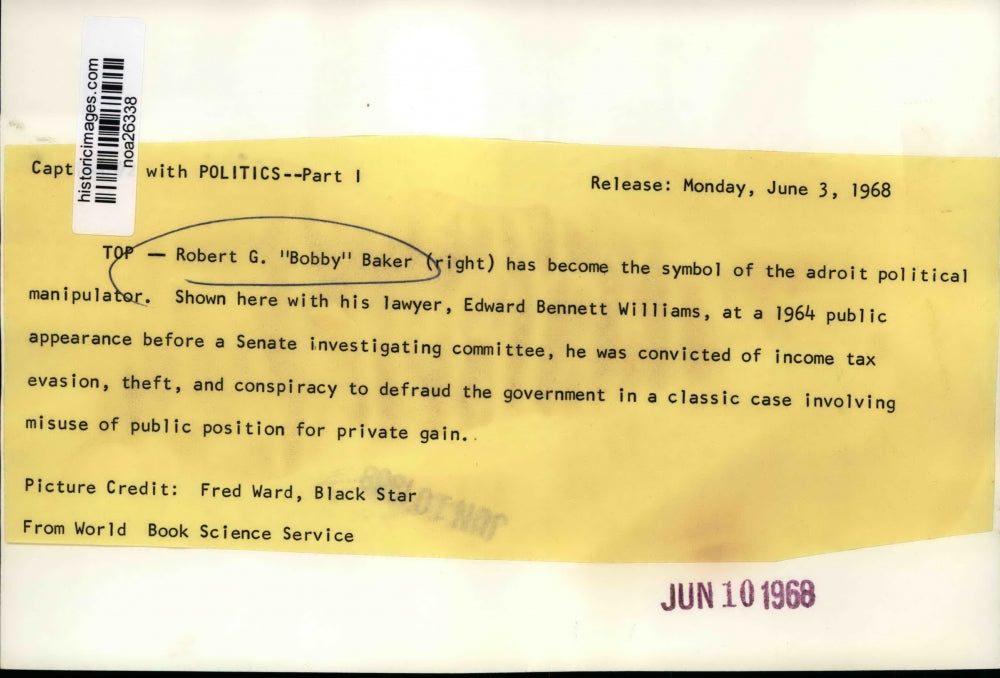 historicimages.com
noa26338
Capt with POLITICS--Part I
Release: Monday, June 3, 1968
TOP — Robert G. "Bobby" Baker (right) has become the symbol of the adroit political
manipulator. Shown here with his lawyer, Edward Bennett Williams, at a 1964 public
appearance before a Senate investigating committee, he was convicted of income tax
evasion, theft, and conspiracy to defraud the government in a classic case involving
misuse of public position for private gain.
Picture Credit: Fred Ward, Black Star
From World Book Science Service
JUN 10 1968